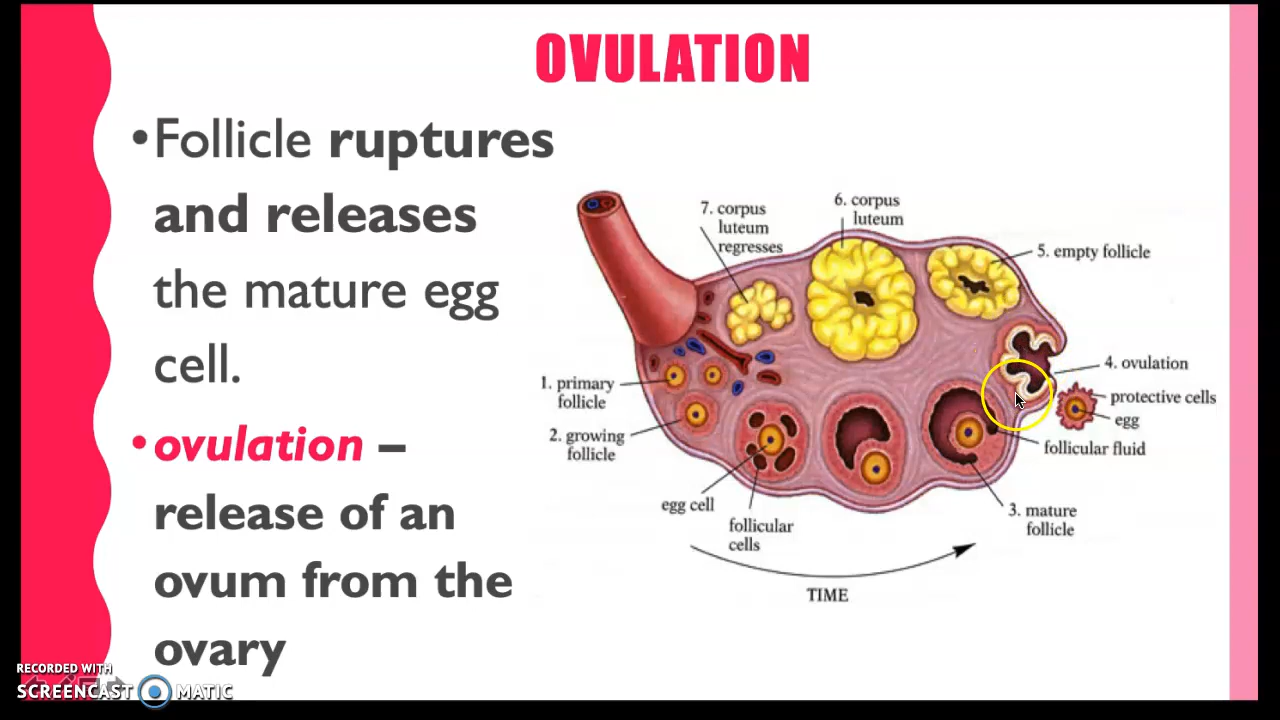 OVULATION
•Follicle ruptures
and releases
the mature egg
cell.
•ovulation –
release of an
ovum from the
ovary
7. corpus
luteum
regresses
6. corpus
luteum
5. empty follicle
4. ovulation
protective cells
egg
follicular fluid
3. mature
follicle
1. primary
follicle
2. growing
follicle
egg cell
follicular
cells
TIME
RECORDED WITH
SCREENCAST MATIC